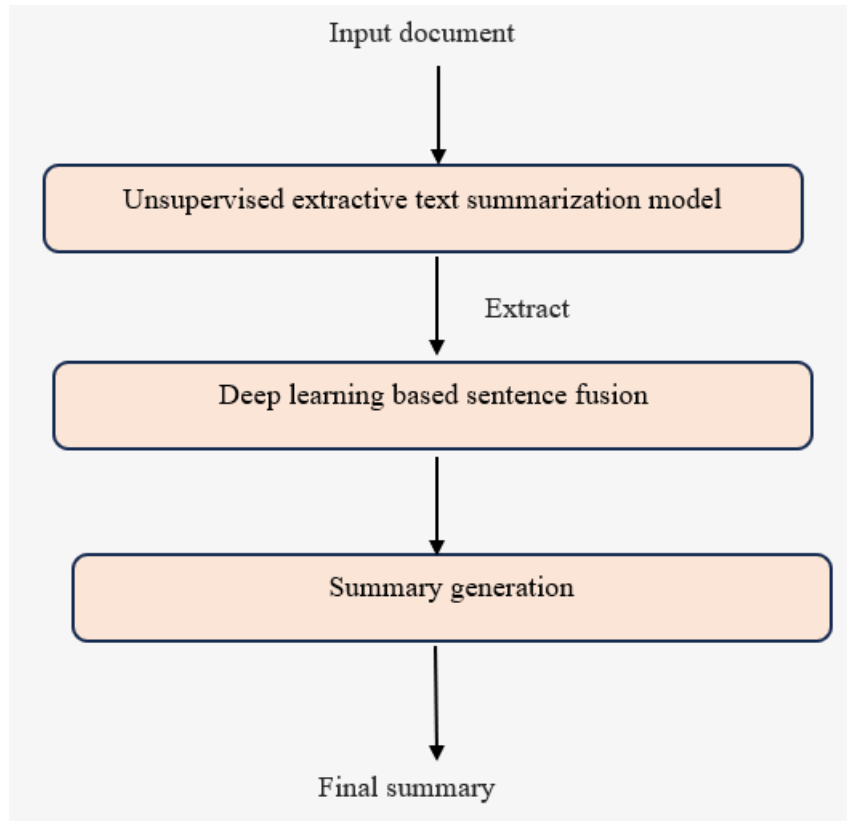 Input document
Unsupervised extractive text summarization model
Extract
Deep learning based sentence fusion
Summary generation
Final summary